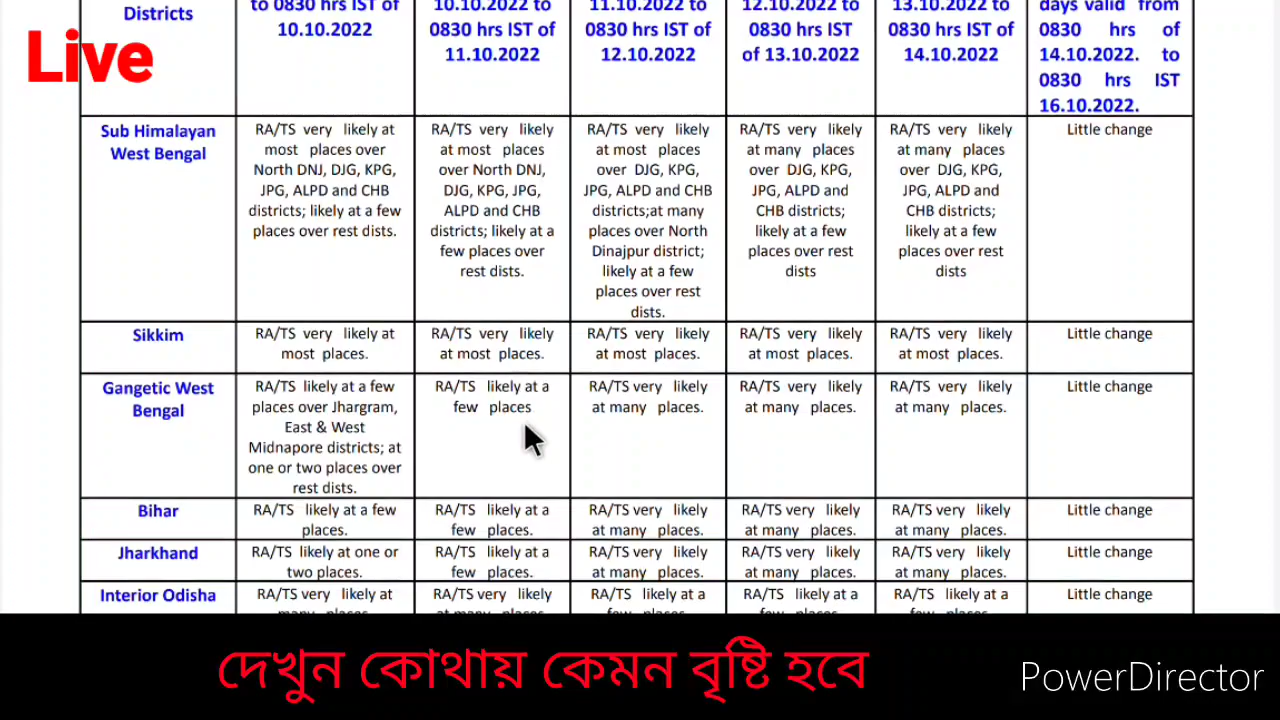 Live
Districts
to 0830 hrs IST of
10.10.2022
10.10.2022 to
0830 hrs IST of
11.10.2022
11.10.2022 to
0830 hrs IST of
12.10.2022
12.10.2022 to
0830 hrs IST
of 13.10.2022
13.10.2022 to
0830 hrs IST of
14.10.2022
days valid from
0830 hrs of
14.10.2022. to
0830 hrs IST
16.10.2022.
Sub Himalayan
West Bengal
RA/TS very likely at
most places over
North DNJ, DJG, KPG,
JPG, ALPD and CHB
districts; likely at a few
places over rest dists.
RA/TS very likely
at most places
over North DNJ,
DJG, KPG, JPG,
ALPD and CHB
districts; likely at a
few places over
rest dists.
RA/TS very likely
at most places
over DJG, KPG,
JPG, ALPD and CHB
districts;at many
places over North
Dinajpur district;
likely at a few
places over rest
dists.
RA/TS very likely
at many places
over DJG, KPG,
JPG, ALPD and
CHB districts;
likely at a few
places over rest
dists
RA/TS very likely
at many places
over DJG, KPG,
JPG, ALPD and
CHB districts;
likely at a few
places over rest
dists
Little change
Sikkim
RA/TS very likely at
most places.
RA/TS very likely
at most places.
RA/TS very likely
at most places.
RA/TS very likely
at most places.
RA/TS very likely
at most places.
Little change
Gangetic West
Bengal
RA/TS likely at a few
places over Jhargram,
East & West
Midnapore districts; at
one or two places over
rest dists.
RA/TS likely at a
few places
RA/TS very likely
at many places.
RA/TS very likely
at many places.
RA/TS very likely
at many places.
Little change
Bihar
RA/TS likely at a few
places.
RA/TS likely at a
few places.
RA/TS very likely
at many places.
RA/TS very likely
at many places.
RA/TS very likely
at many places.
Little change
Jharkhand
RA/TS likely at one or
two places.
RA/TS likely at a
few places.
RA/TS very likely
at many places.
RA/TS very likely
at many places.
RA/TS very likely
at many places.
Little change
Interior Odisha
RA/TS very likely at
many places.
RA/TS very likely
at many places.
RA/TS likely at a
few places.
RA/TS likely at a
few places.
RA/TS likely at a
few places.
Little change
দেখুন কোথায় কেমন বৃষ্টি হবে
PowerDirector